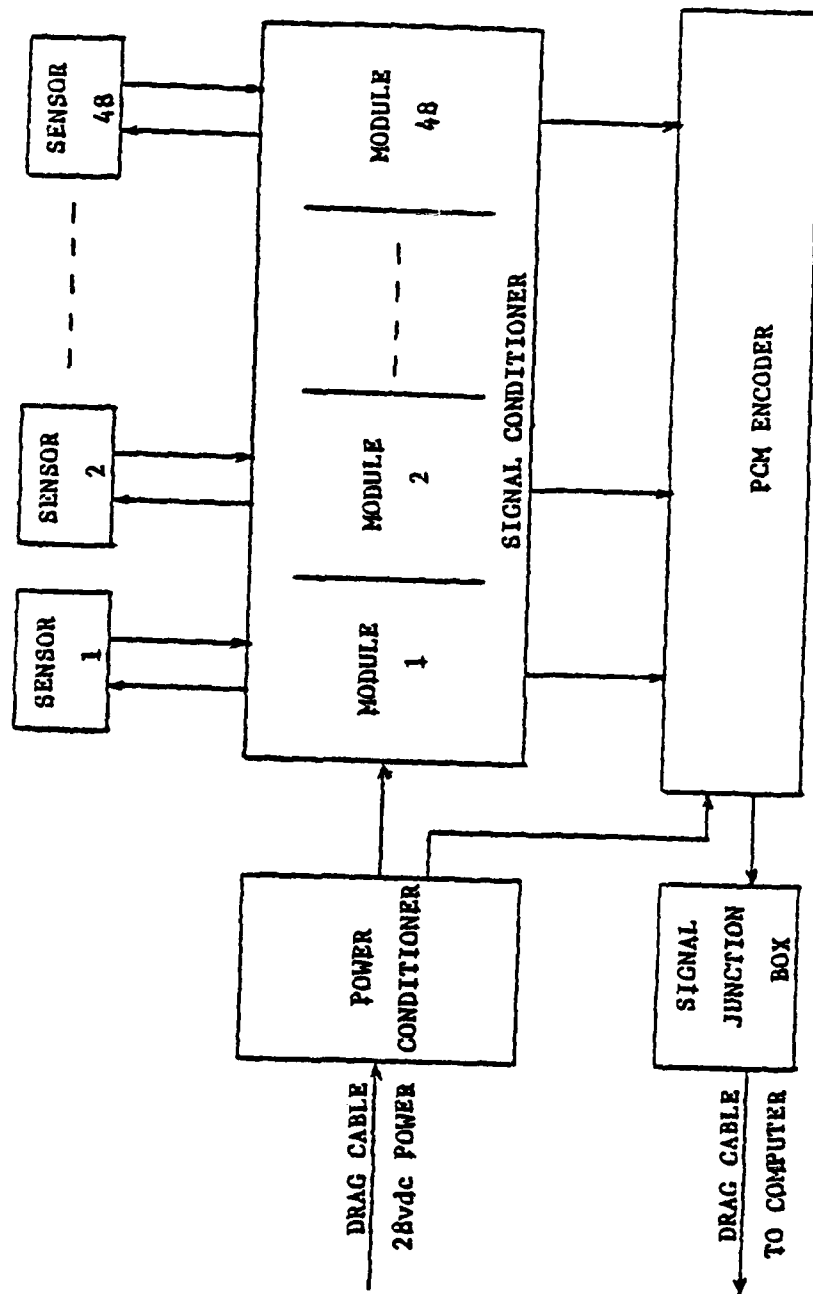 SENSOR
1
SENSOR
2
SENSOR
48
MODULE
1
MODULE
2
MODULE
48
SIGNAL CONDITIONER
POWER
CONDITIONER
DRAG CABLE
28vdc POWER
PCM ENCODER
SIGNAL
JUNCTION
BOX
DRAG CABLE
TO COMPUTER